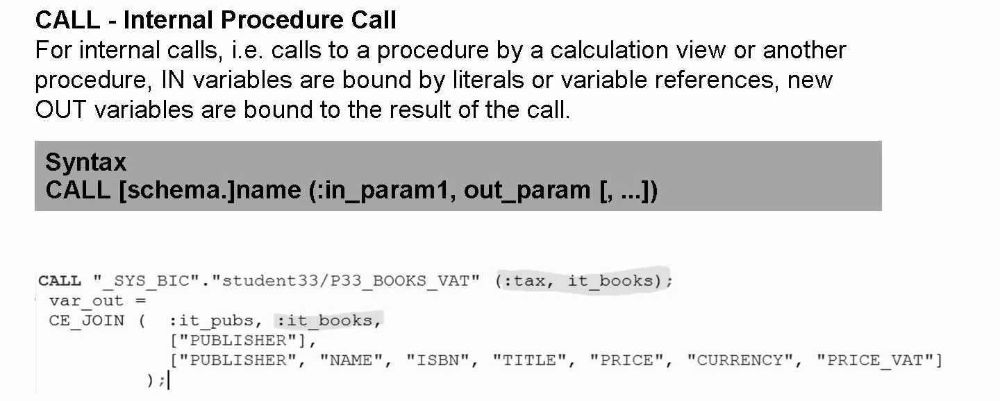 CALL - Internal Procedure Call
For internal calls, i.e. calls to a procedure by a calculation view or another
procedure, IN variables are bound by literals or variable references, new
OUT variables are bound to the result of the call.
Syntax
CALL [schema.]name (:in_param1, out_param [, ...])
CALL "_SYS_BIC"."student33/P33_BOOKS_VAT" (:tax, it_books);
var_out =
CE_JOIN ( :it_pubs, :it_books,
["PUBLISHER"],
["PUBLISHER", "NAME", "ISBN", "TITLE", "PRICE", "CURRENCY", "PRICE_VAT"]
);